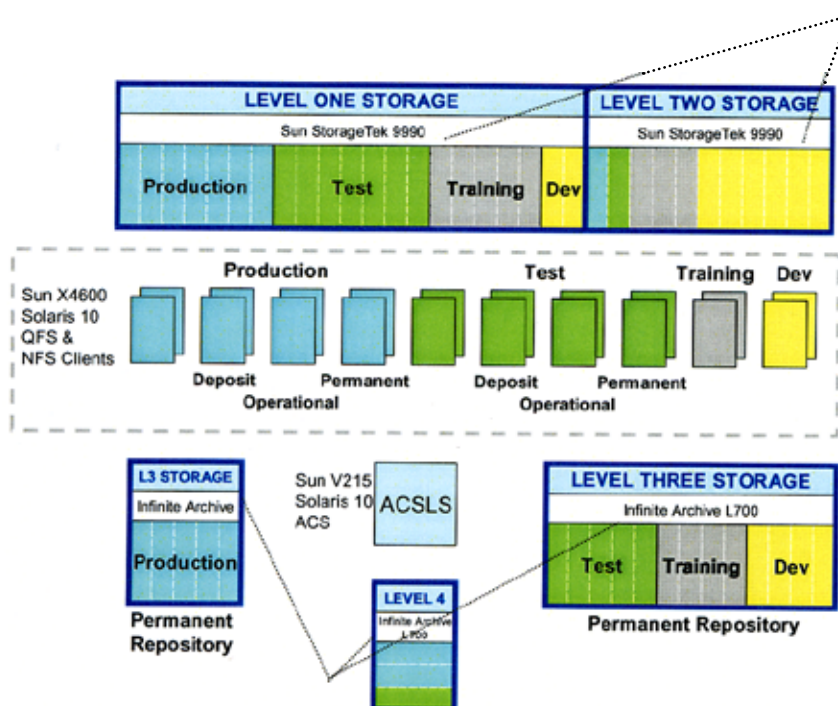 LEVEL ONE STORAGE
LEVEL TWO STORAGE
Sun StorageTek 9990
Sun StorageTek 9990
Production
Test
Training
Dev
Production
Test
Training
Dev
Sun X4600
Solaris 10
QFS &
NFS Clients
Deposit
Permanent
Operational
Deposit
Permanent
Operational
L3 STORAGE
Infinite Archive
Production
Permanent
Repository
Sun V215
Solaris 10
ACS
ACSLS
LEVEL 4
Infinite Archive
L700
LEVEL THREE STORAGE
Infinite Archive L700
Test
Training
Dev
Permanent Repository